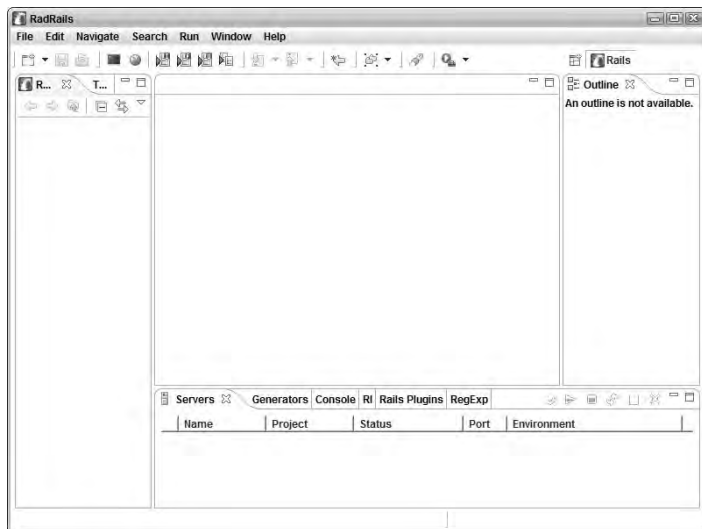 RadRails
File Edit Navigate Search Run Window Help
Rails
R... T...
Outline
An outline is not available.
Servers Generators Console RI Rails Plugins RegExp
Name Project Status Port Environment